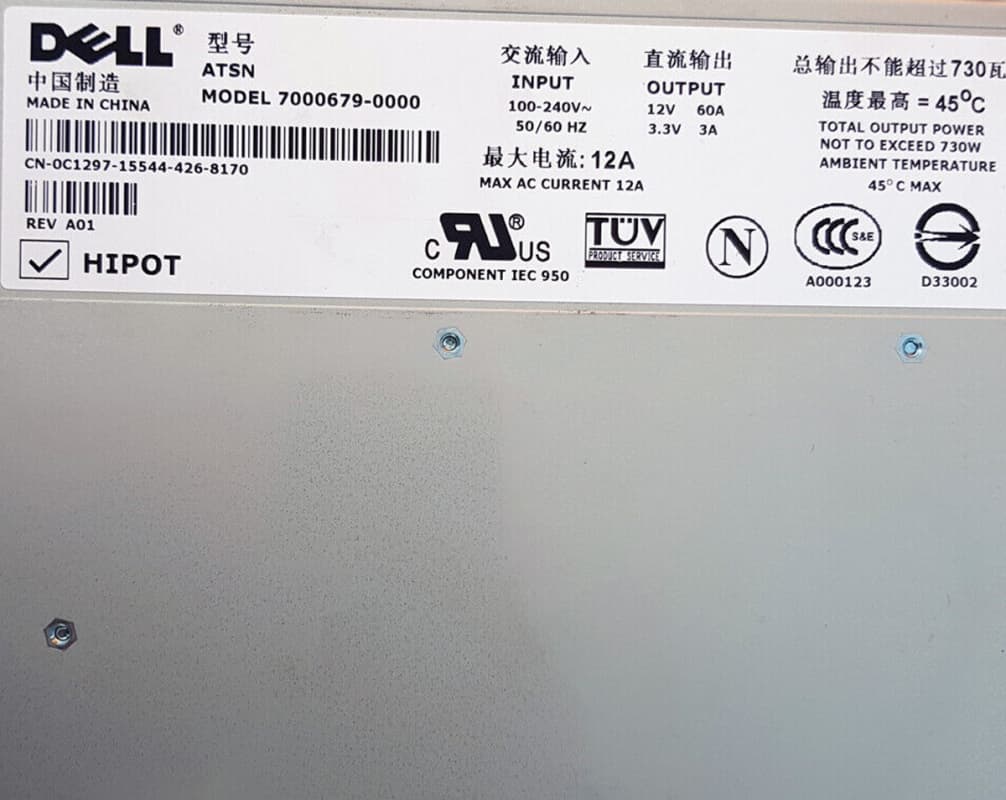 DELL®
中国制造
MADE IN CHINA
型号
ATSN
MODEL 7000679-0000
CN-0C1297-15544-426-8170
REV A01
✓ HIPOT
交流输入
INPUT
100-240V~
50/60 HZ
直流输出
OUTPUT
12V 60A
3.3V 3A
最大电流: 12A
MAX AC CURRENT 12A
总输出不能超过730瓦
温度最高 = 45°C
TOTAL OUTPUT POWER
NOT TO EXCEED 730W
AMBIENT TEMPERATURE
45°C MAX
C RU® US
COMPONENT IEC 950
TÜV
PRODUCT SERVICE
N
CCC S&E
A000123
D33002